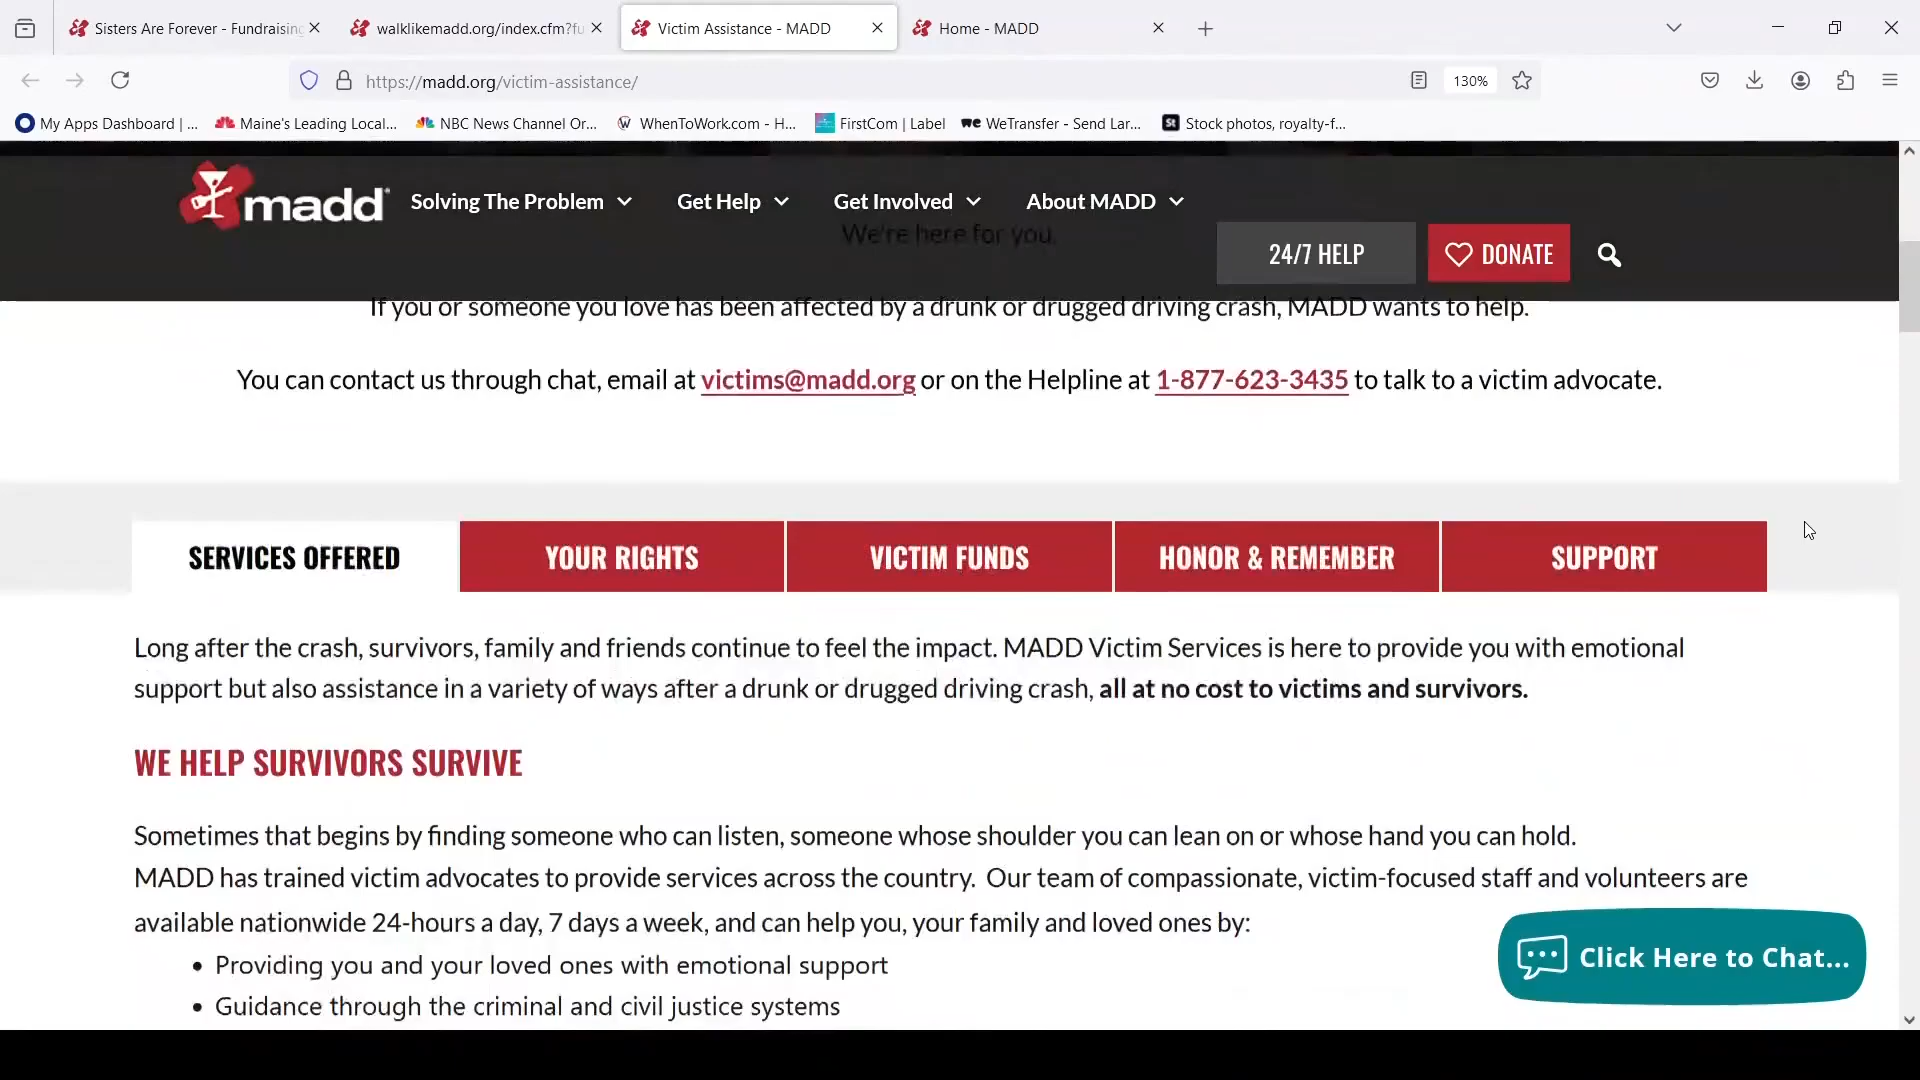 Sisters Are Forever - Fundraising
walklikemadd.org/index.cfm?fu
Victim Assistance - MADD
Home - MADD
https://madd.org/victim-assistance/
130%
My Apps Dashboard | ...
Maine's Leading Local...
NBC News Channel Or...
WhenToWork.com - H...
FirstCom | Label
WeTransfer - Send Lar...
Stock photos, royalty-f...
madd
Solving The Problem
Get Help
Get Involved
About MADD
We're here for you.
24/7 HELP
DONATE
If you or someone you love has been affected by a drunk or drugged driving crash, MADD wants to help.
You can contact us through chat, email at victims@madd.org or on the Helpline at 1-877-623-3435 to talk to a victim advocate.
SERVICES OFFERED
YOUR RIGHTS
VICTIM FUNDS
HONOR & REMEMBER
SUPPORT
Long after the crash, survivors, family and friends continue to feel the impact. MADD Victim Services is here to provide you with emotional
support but also assistance in a variety of ways after a drunk or drugged driving crash, all at no cost to victims and survivors.
WE HELP SURVIVORS SURVIVE
Sometimes that begins by finding someone who can listen, someone whose shoulder you can lean on or whose hand you can hold.
MADD has trained victim advocates to provide services across the country. Our team of compassionate, victim-focused staff and volunteers are
available nationwide 24-hours a day, 7 days a week, and can help you, your family and loved ones by:
• Providing you and your loved ones with emotional support
• Guidance through the criminal and civil justice systems
Click Here to Chat...